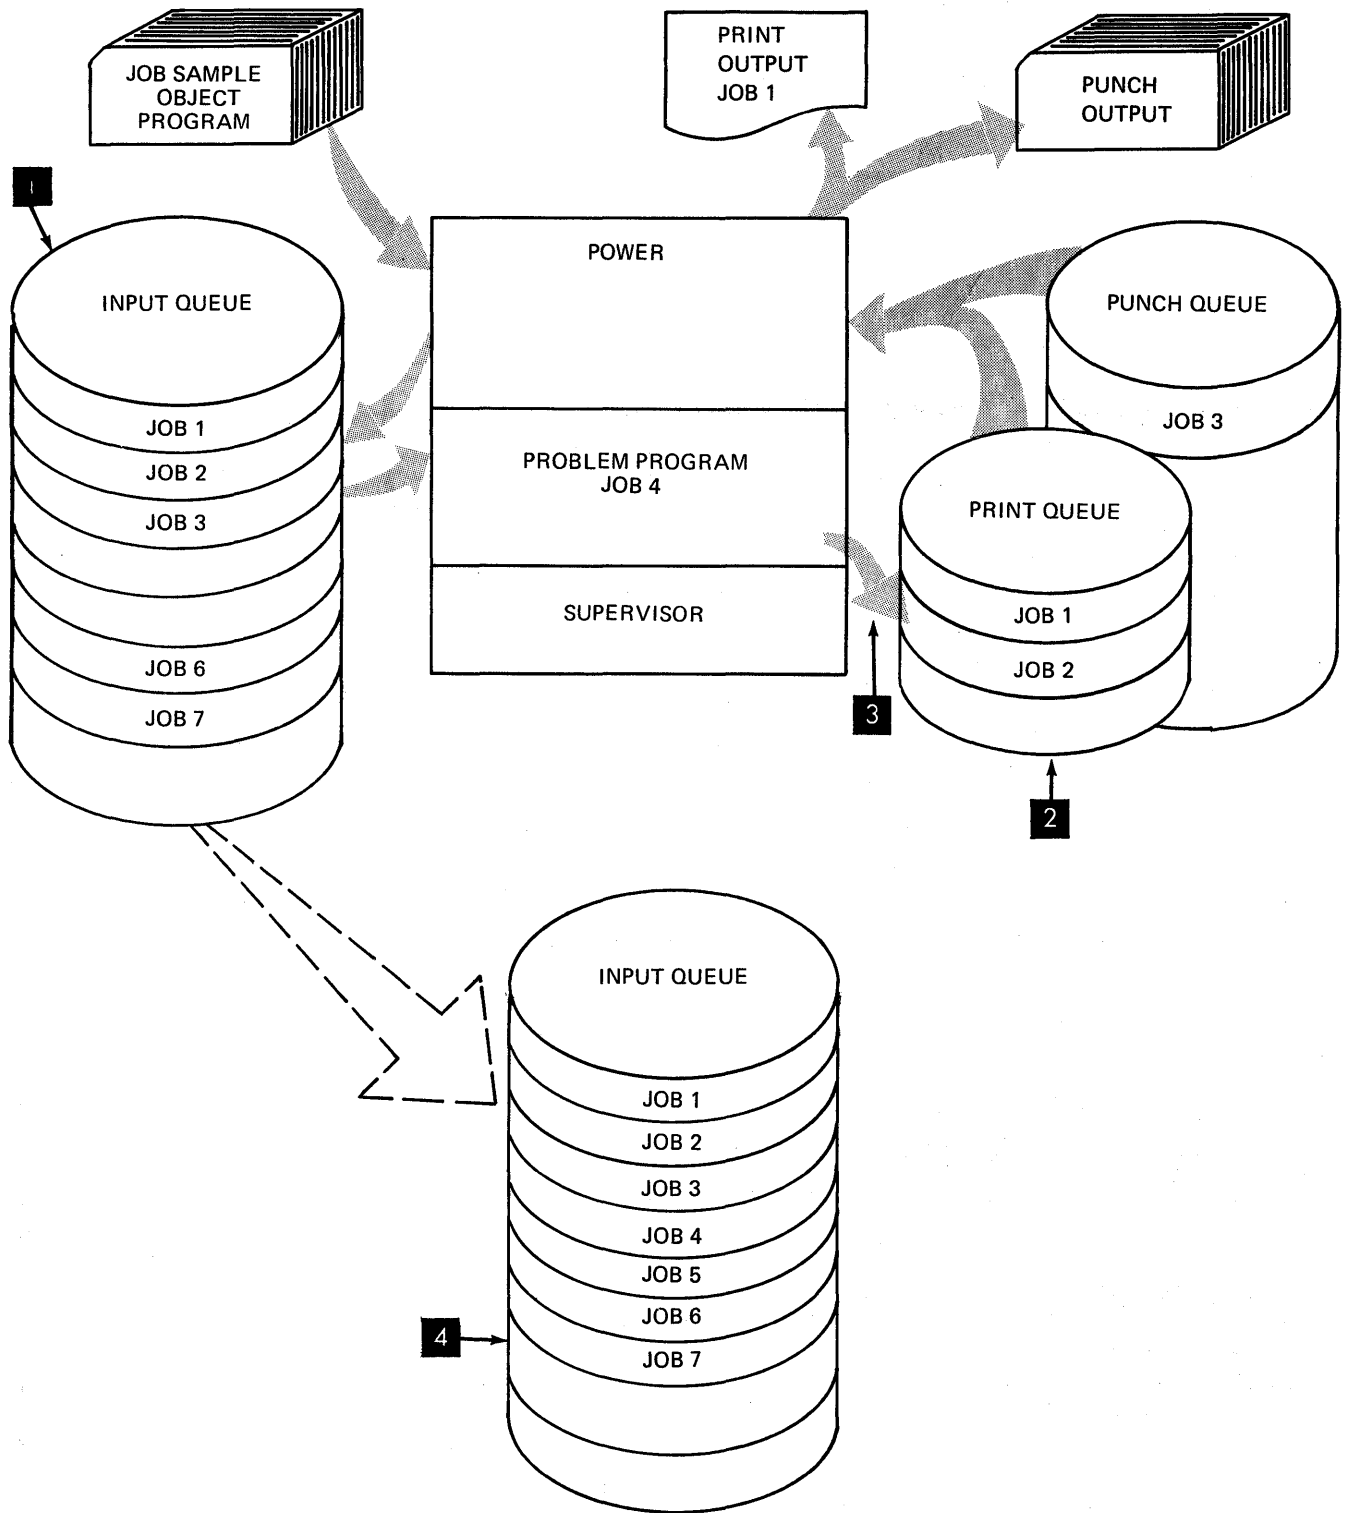 JOB SAMPLE
OBJECT
PROGRAM
PRINT
OUTPUT
JOB 1
PUNCH
OUTPUT
1
INPUT QUEUE
JOB 1
JOB 2
JOB 3
JOB 6
JOB 7
POWER
PROBLEM PROGRAM
JOB 4
SUPERVISOR
PUNCH QUEUE
JOB 3
PRINT QUEUE
JOB 1
JOB 2
3
2
INPUT QUEUE
JOB 1
JOB 2
JOB 3
JOB 4
JOB 5
JOB 6
JOB 7
4